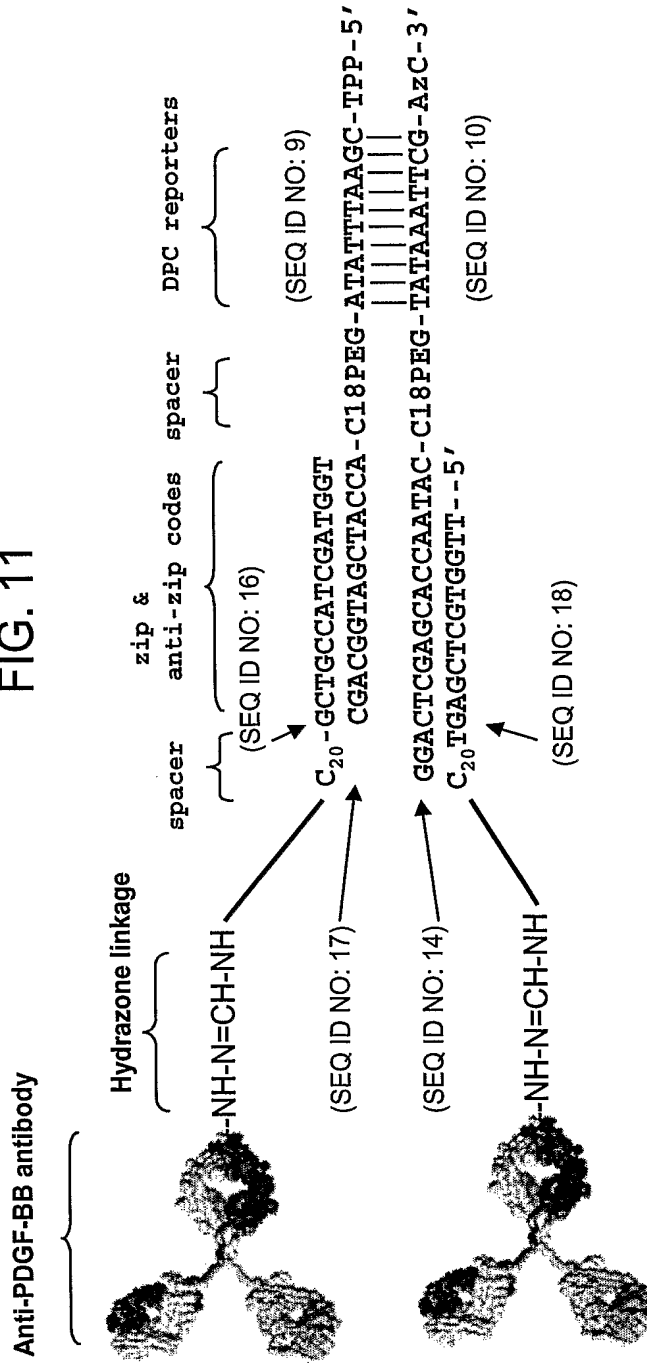 FIG. 11
Anti-PDGF-BB antibody
Hydrazone linkage
spacer
zip &
anti-zip codes
spacer
DPC reporters
(SEQ ID NO: 16)
(SEQ ID NO: 9)
--NH-N=CH-NH
C20-GCTGCCATCGATGGT
CGACGGTAGCTACCA-C18PEG-ATATTTAAGC-TPP-5′
(SEQ ID NO: 17)
(SEQ ID NO: 14)
GGACTCGAGCACCAATAC-C18PEG-TATAAATTCG-AzC-3′
C20TGAGCTCGTGGTT--5′
--NH-N=CH-NH
(SEQ ID NO: 10)
(SEQ ID NO: 18)